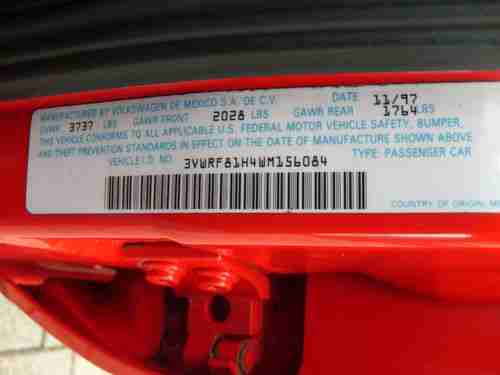 MANUFACTURED BY VOLKSWAGEN DE MEXICO S.A. DE C.V. DATE 11/97
GVWR 3737 LBS GAWR FRONT 2028 LBS GAWR REAR 1764 LBS
THIS VEHICLE CONFORMS TO ALL APPLICABLE U.S. FEDERAL MOTOR VEHICLE SAFETY, BUMPER,
AND THEFT PREVENTION STANDARDS IN EFFECT ON THE DATE OF MANUFACTURE SHOWN ABOVE
VEHICLE I.D. NO. 3VWRF81H4WM156084 TYPE: PASSENGER CAR
COUNTRY OF ORIGIN